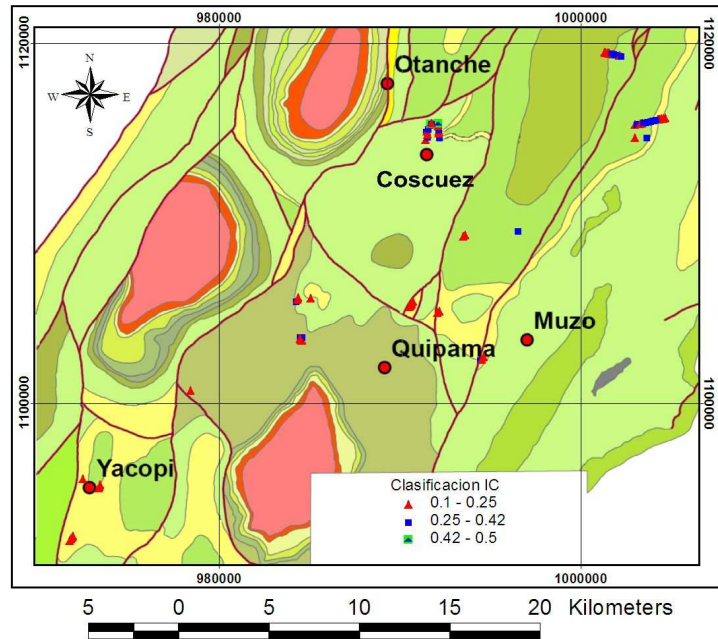 980000
1000000
1120000
1120000
N
W E
S
Otanche
Coscuez
Muzo
Quipama
1100000
1100000
Yacopi
Clasificacion IC
0.1 - 0.25
0.25 - 0.42
0.42 - 0.5
980000
1000000
5 0 5 10 15 20 Kilometers